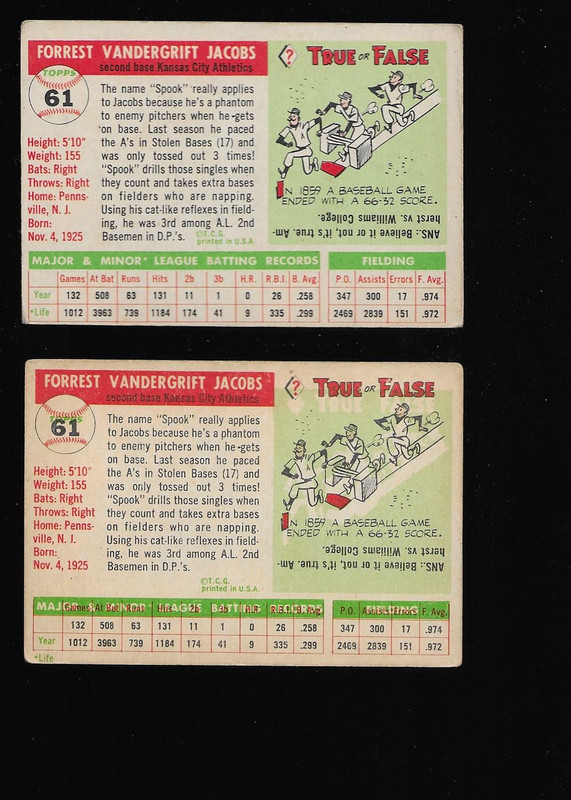 FORREST VANDERGRIFT JACOBS
second base Kansas City Athletics
TOPPS
61
Height: 5'10"
Weight: 155
Bats: Right
Throws: Right
Home: Penns-
ville, N. J.
Born:
Nov. 4, 1925
The name "Spook" really applies
to Jacobs because he's a phantom
to enemy pitchers when he gets
on base. Last season he paced
the A's in Stolen Bases (17) and
was only tossed out 3 times!
"Spook" drills those singles when
they count and takes extra bases
on fielders who are napping.
Using his cat-like reflexes in field-
ing, he was 3rd among A.L. 2nd
Basemen in D.P.'s.
©T.C.G.
printed in U.S.A.
? TRUE OR FALSE
IN 1859 A BASEBALL GAME
ENDED WITH A 66-32 SCORE.
ANS.: Believe it or not, it's true. Am-
herst vs. Williams College.
MAJOR & MINOR* LEAGUE BATTING RECORDS FIELDING
Games At Bat Runs Hits 2b 3b H.R. R.B.I. B. Avg. P.O. Assists Errors F. Avg.
Year 132 508 63 131 11 1 0 26 .258 347 300 17 .974
*Life 1012 3963 739 1184 174 41 9 335 .299 2469 2839 151 .972
FORREST VANDERGRIFT JACOBS
second base Kansas City Athletics
TOPPS
61
Height: 5'10"
Weight: 155
Bats: Right
Throws: Right
Home: Penns-
ville, N. J.
Born:
Nov. 4, 1925
The name "Spook" really applies
to Jacobs because he's a phantom
to enemy pitchers when he gets
on base. Last season he paced
the A's in Stolen Bases (17) and
was only tossed out 3 times!
"Spook" drills those singles when
they count and takes extra bases
on fielders who are napping.
Using his cat-like reflexes in field-
ing, he was 3rd among A.L. 2nd
Basemen in D.P.'s.
©T.C.G.
printed in U.S.A.
? TRUE OR FALSE
IN 1859 A BASEBALL GAME
ENDED WITH A 66-32 SCORE.
ANS.: Believe it or not, it's true. Am-
herst vs. Williams College.
MAJOR & MINOR* LEAGUE BATTING RECORDS FIELDING
Games At Bat Runs Hits 2b 3b H.R. R.B.I. B. Avg. P.O. Assists Errors F. Avg.
132 508 63 131 11 1 0 26 .258 347 300 17 .974
Year 1012 3963 739 1184 174 41 9 335 .299 2469 2839 151 .972
*Life